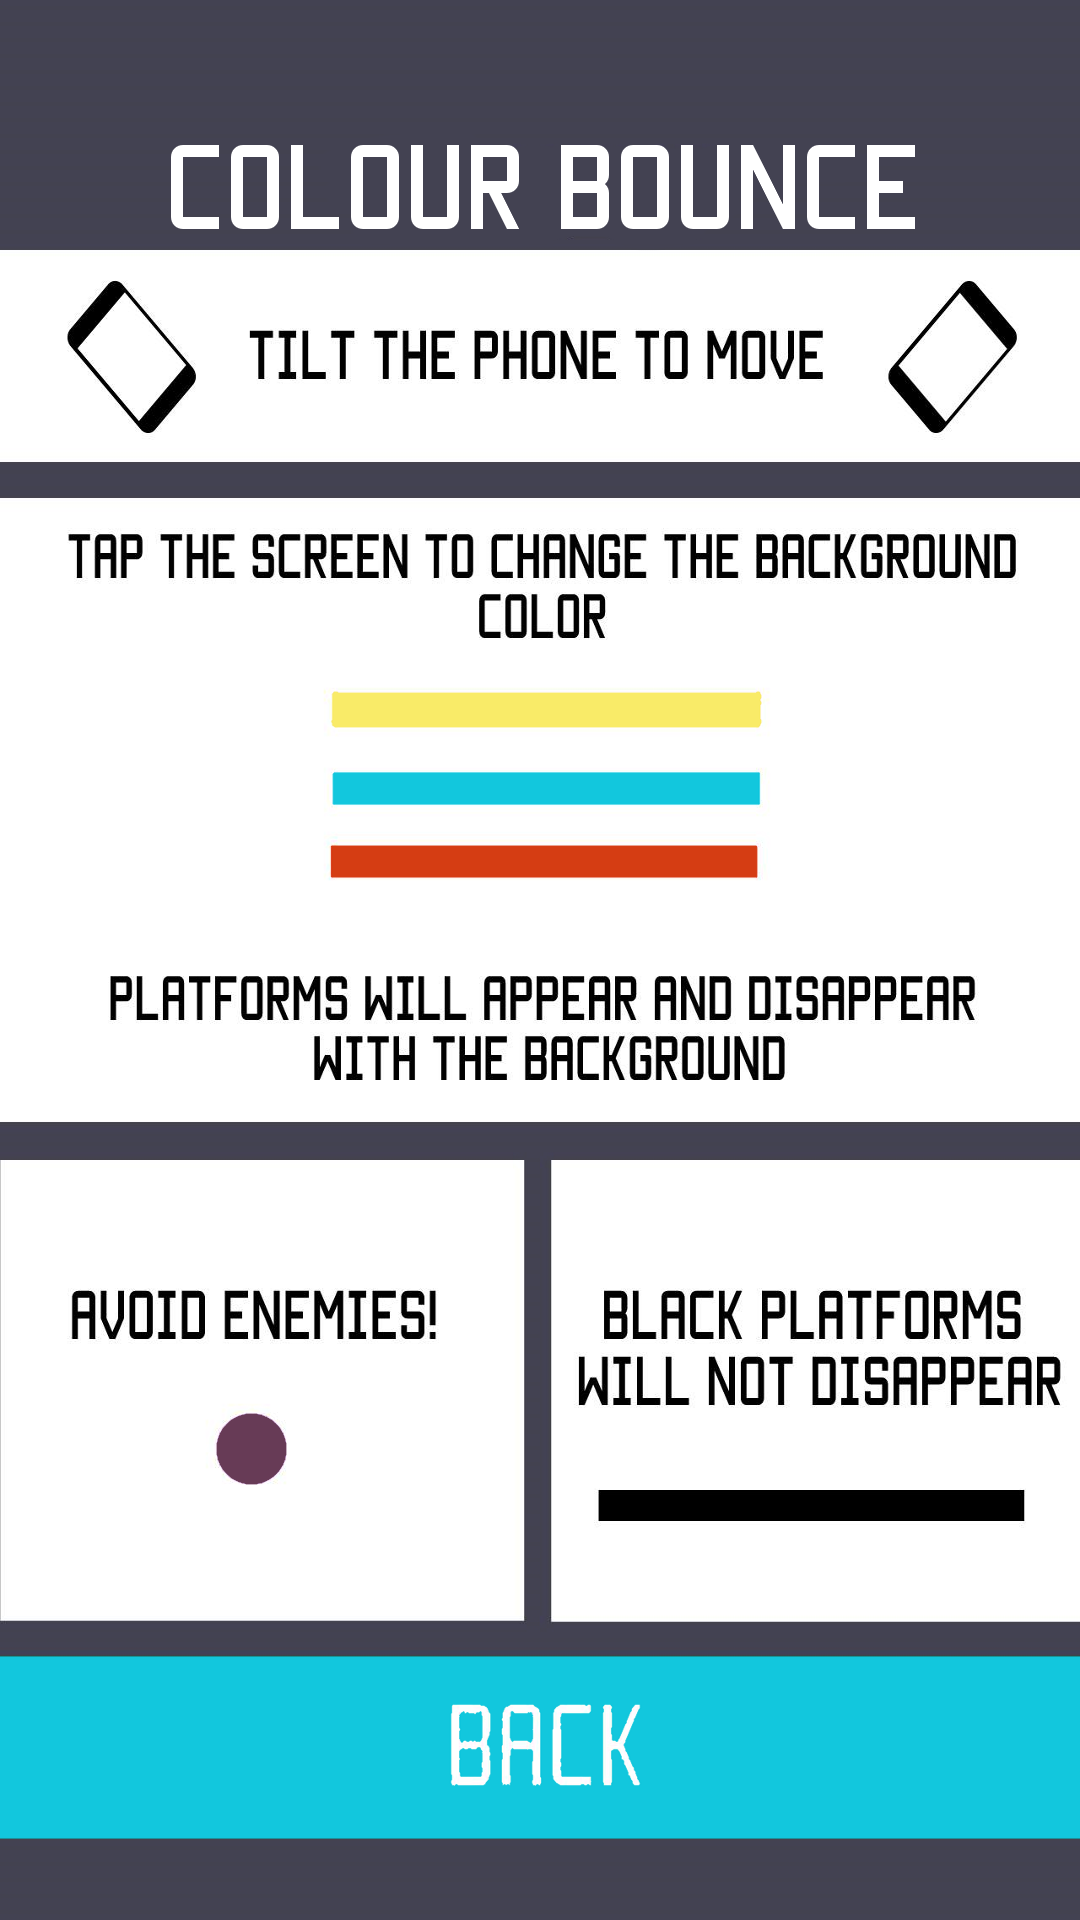 COLOUR BOUNCE
TILT THE PHONE TO MOVE
TAP THE SCREEN TO CHANGE THE BACKGROUND
COLOR
PLATFORMS WILL APPEAR AND DISAPPEAR
WITH THE BACKGROUND
AVOID ENEMIES!
BLACK PLATFORMS
WILL NOT DISAPPEAR
BACK